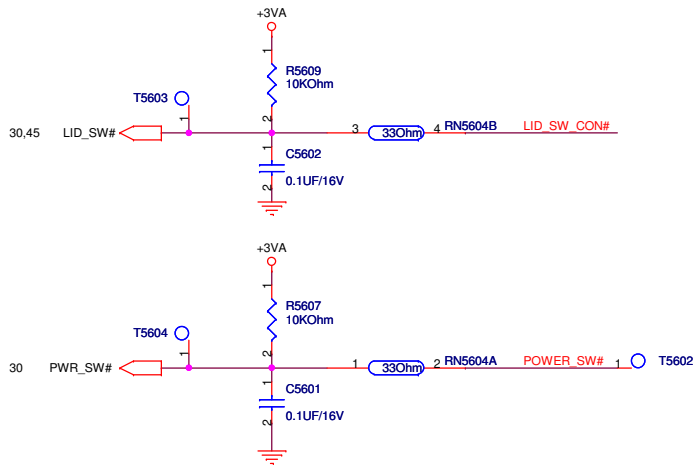 +3VA
1
R5609
10KOhm
2
T5603
1
30,45 LID_SW#
3 33Ohm 4 RN5604B LID_SW_CON#
1
C5602
2
0.1UF/16V
+3VA
1
R5607
10KOhm
2
T5604
1
30 PWR_SW#
1 33Ohm 2 RN5604A POWER_SW# 1 T5602
1
C5601
2
0.1UF/16V